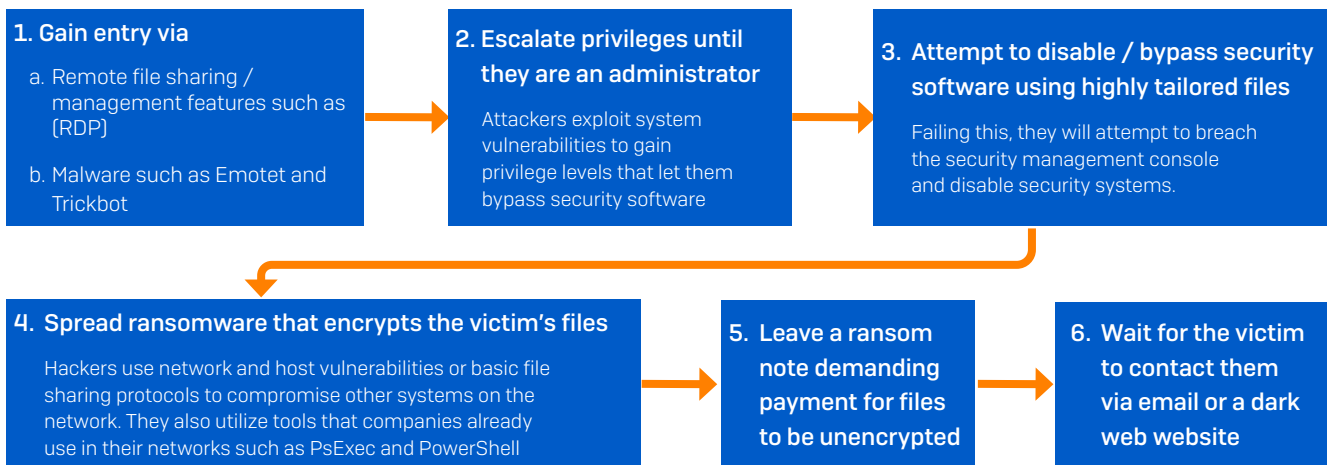 1. Gain entry via
a. Remote file sharing /
management features such as
(RDP)
b. Malware such as Emotet and
Trickbot
2. Escalate privileges until
they are an administrator
Attackers exploit system
vulnerabilities to gain
privilege levels that let them
bypass security software
3. Attempt to disable / bypass security
software using highly tailored files
Failing this, they will attempt to breach
the security management console
and disable security systems.
4. Spread ransomware that encrypts the victim’s files
Hackers use network and host vulnerabilities or basic file
sharing protocols to compromise other systems on the
network. They also utilize tools that companies already
use in their networks such as PsExec and PowerShell
5. Leave a ransom
note demanding
payment for files
to be unencrypted
6. Wait for the victim
to contact them
via email or a dark
web website